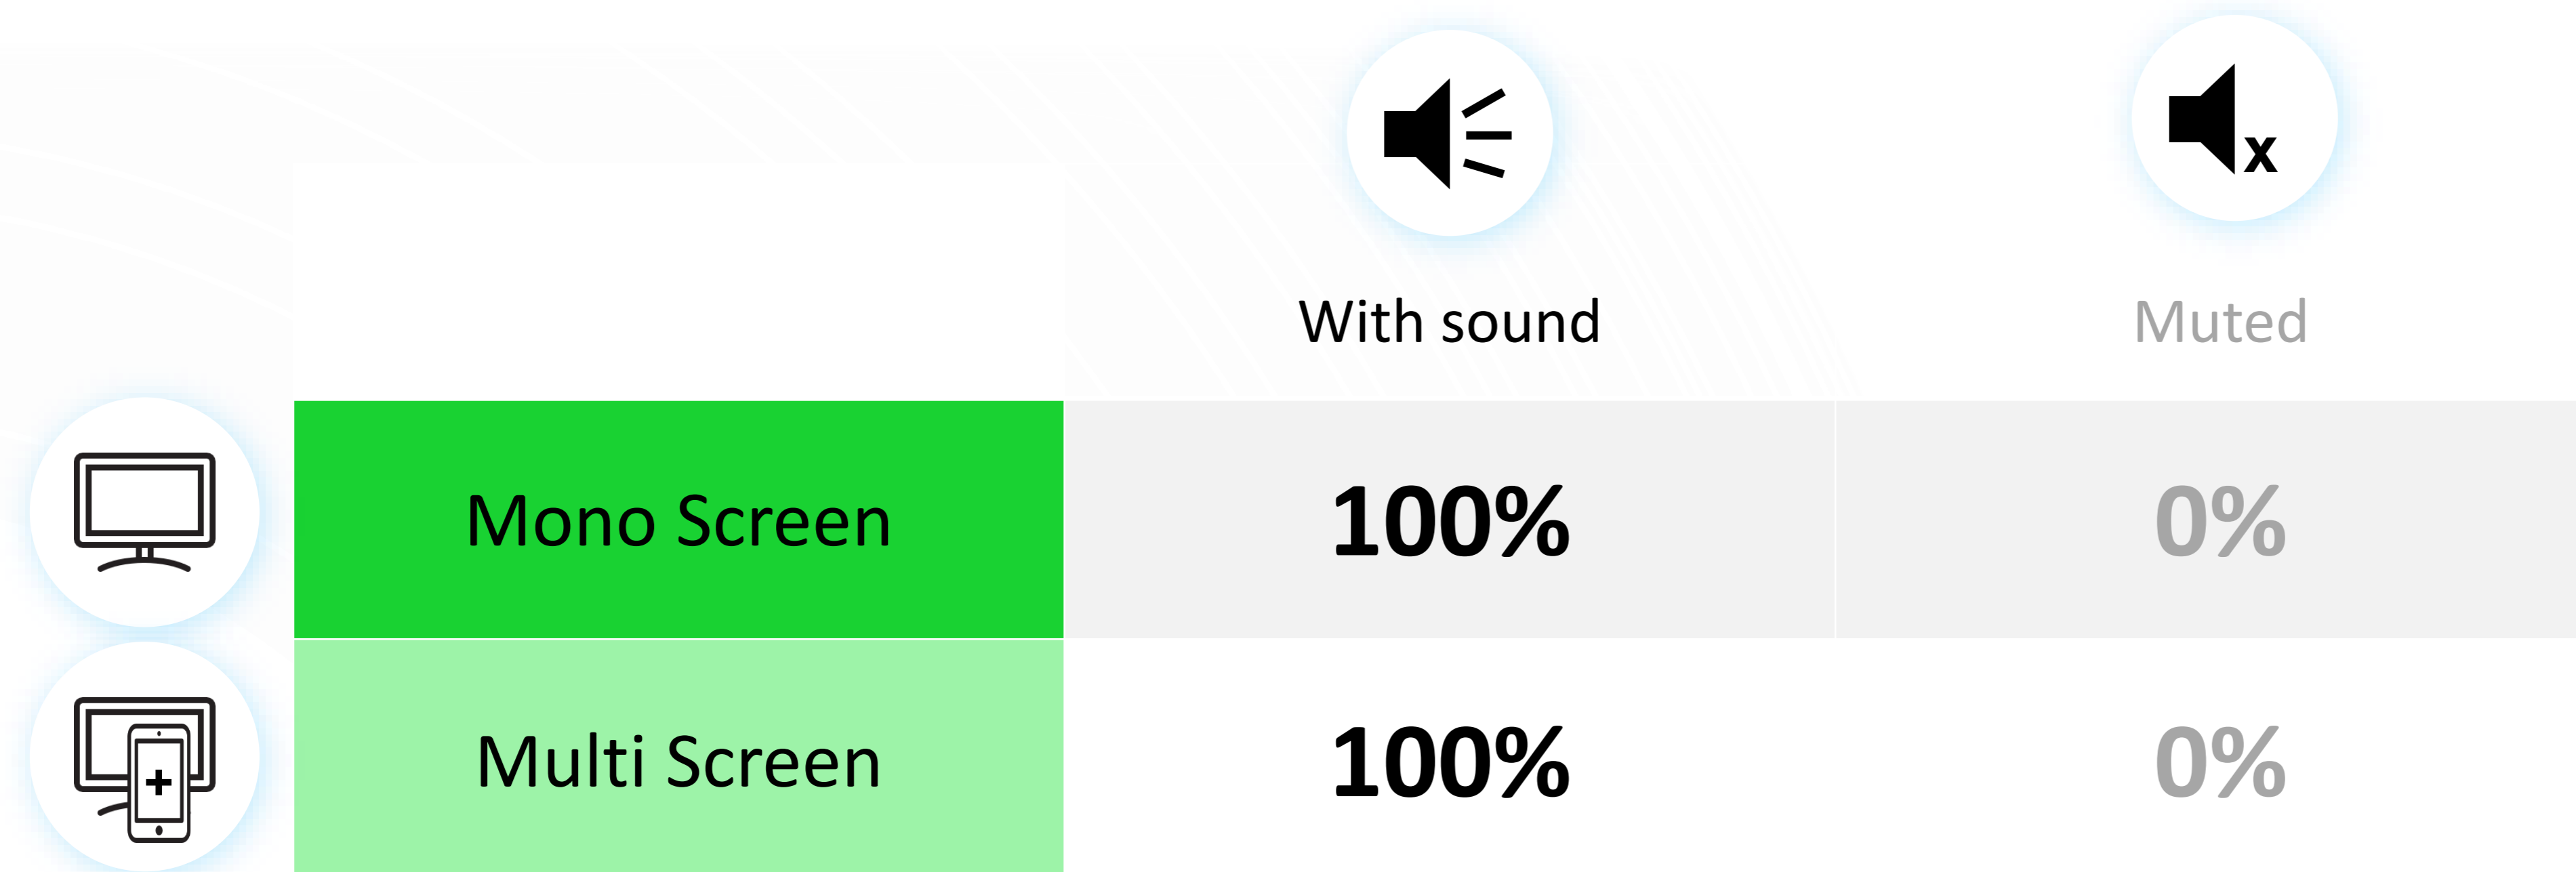 x
With sound
Muted
Mono Screen
100%
0%
+
Multi Screen
100%
0%